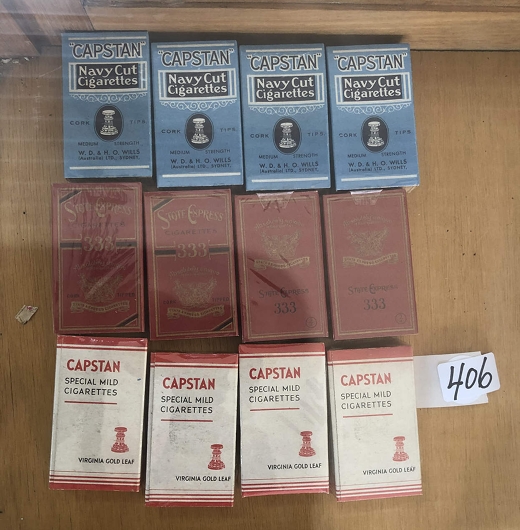 "CAPSTAN"
Navy Cut
Cigarettes
CORK TIPS
MEDIUM STRENGTH
W. D. & H. O. WILLS
(Australia) LTD., SYDNEY.
"CAPSTAN"
Navy Cut
Cigarettes
CORK TIPS
MEDIUM STRENGTH
W. D. & H. O. WILLS
(Australia) LTD., SYDNEY.
"CAPSTAN"
Navy Cut
Cigarettes
CORK TIPS
MEDIUM STRENGTH
W. D. & H. O. WILLS
(Australia) LTD., SYDNEY.
"CAPSTAN"
Navy Cut
Cigarettes
CORK TIPS
MEDIUM STRENGTH
W. D. & H. O. WILLS
(Australia) LTD., SYDNEY.
State Express
333
State Express
CIGARETTES
333
State Express
333
State Express
333
CAPSTAN
SPECIAL MILD
CIGARETTES
VIRGINIA GOLD LEAF
CAPSTAN
SPECIAL MILD
CIGARETTES
VIRGINIA GOLD LEAF
CAPSTAN
SPECIAL MILD
CIGARETTES
VIRGINIA GOLD LEAF
CAPSTAN
SPECIAL MILD
CIGARETTES
VIRGINIA GOLD LEAF
406